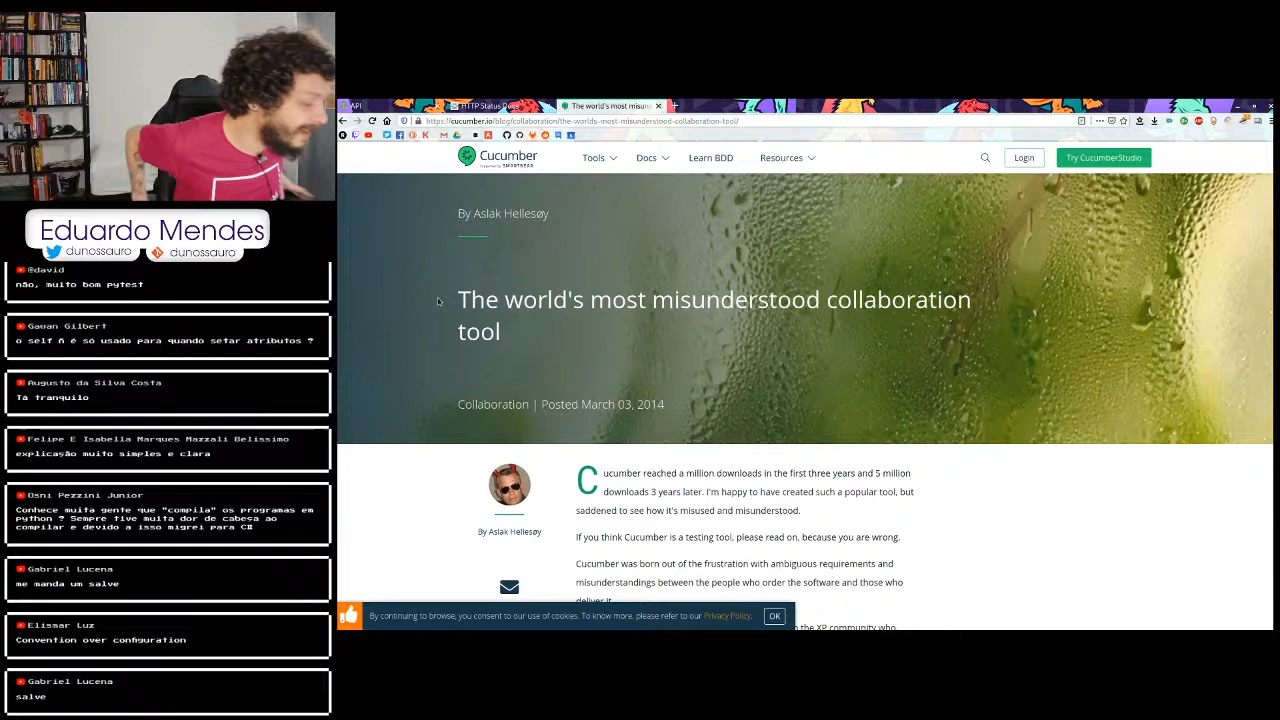 Eduardo Mendes
dunossauro
dunossauro
@david
não, muito bom pytest
Gawan Gilbert
o self ñ é só usado para quando setar atributos ?
Augusto da Silva Costa
Tá tranquilo
Felipe E Isabella Marques Mazzali Belissimo
explicação muito simples e clara
Osni Pezzini Junior
Conhece muita gente que "compila" os programas em
python ? Sempre tive muita dor de cabeça ao
compilar e devido a isso migrei para C#
Gabriel Lucena
me manda um salve
Elismar Luz
Convention over configuration
Gabriel Lucena
salve
API
HTTP Status Dogs
The world's most misun
https://cucumber.io/blog/collaboration/the-worlds-most-misunderstood-collaboration-tool/
Cucumber
Tools
Docs
Learn BDD
Resources
Login
Try CucumberStudio
By Aslak Hellesøy
The world's most misunderstood collaboration
tool
Collaboration | Posted March 03, 2014
By Aslak Hellesøy
Cucumber reached a million downloads in the first three years and 5 million
downloads 3 years later. I'm happy to have created such a popular tool, but
saddened to see how it's misused and misunderstood.
If you think Cucumber is a testing tool, please read on, because you are wrong.
Cucumber was born out of the frustration with ambiguous requirements and
misunderstandings between the people who order the software and those who
deliver it.
the XP community who
By continuing to browse, you consent to our use of cookies. To know more, please refer to our Privacy Policy.
OK